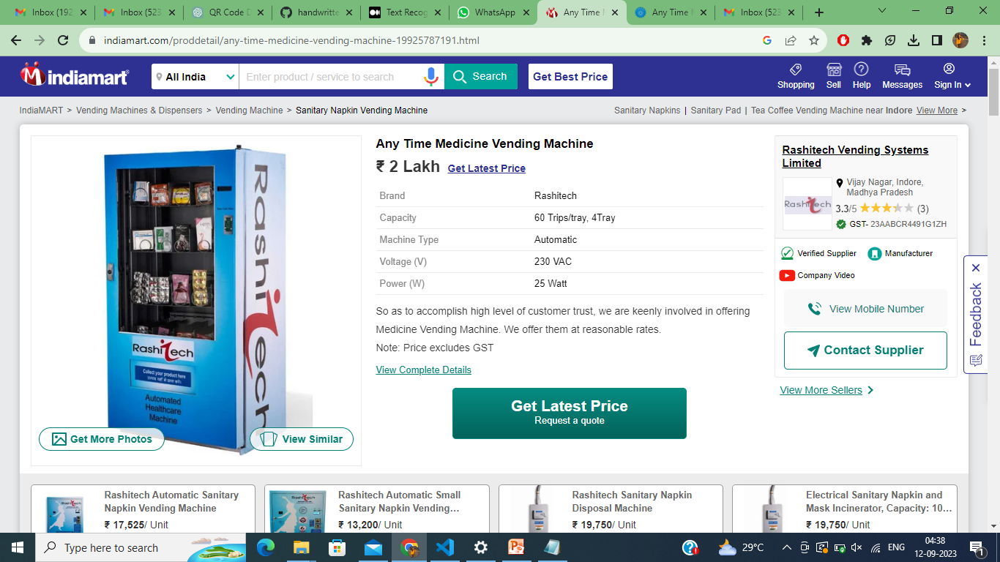 Inbox (192
Inbox (523
QR Code D
handwritte
Text Recog
WhatsApp
Any Time M
Any Time M
Inbox (523
indiamart.com/proddetail/any-time-medicine-vending-machine-19925787191.html
indiamart
All India
Enter product / service to search
Search
Get Best Price
Shopping
Sell
Help
Messages
Sign In
IndiaMART > Vending Machines & Dispensers > Vending Machine > Sanitary Napkin Vending Machine
Sanitary Napkins | Sanitary Pad | Tea Coffee Vending Machine near Indore View More >
Rashitech
Rashitech
Collect your product here
Automated
Healthcare
Machine
Get More Photos
View Similar
Any Time Medicine Vending Machine
₹ 2 Lakh Get Latest Price
Brand Rashitech
Capacity 60 Trips/tray, 4Tray
Machine Type Automatic
Voltage (V) 230 VAC
Power (W) 25 Watt
So as to accomplish high level of customer trust, we are keenly involved in offering
Medicine Vending Machine. We offer them at reasonable rates.
Note: Price excludes GST
View Complete Details
Get Latest Price
Request a quote
Rashitech Vending Systems
Limited
Rashitech
Vijay Nagar, Indore,
Madhya Pradesh
3.3/5 (3)
GST- 23AABCR4491G1ZH
Verified Supplier
Manufacturer
Company Video
View Mobile Number
Contact Supplier
View More Sellers
Feedback
Rashitech Automatic Sanitary
Napkin Vending Machine
₹ 17,525/ Unit
Rashitech
Rashitech Automatic Small
Sanitary Napkin Vending...
₹ 13,200/ Unit
Rashitech Sanitary Napkin
Disposal Machine
₹ 19,750/ Unit
Electrical Sanitary Napkin and
Mask Incinerator, Capacity: 10...
₹ 19,750/ Unit
Type here to search
29°C
ENG
04:38
12-09-2023
1